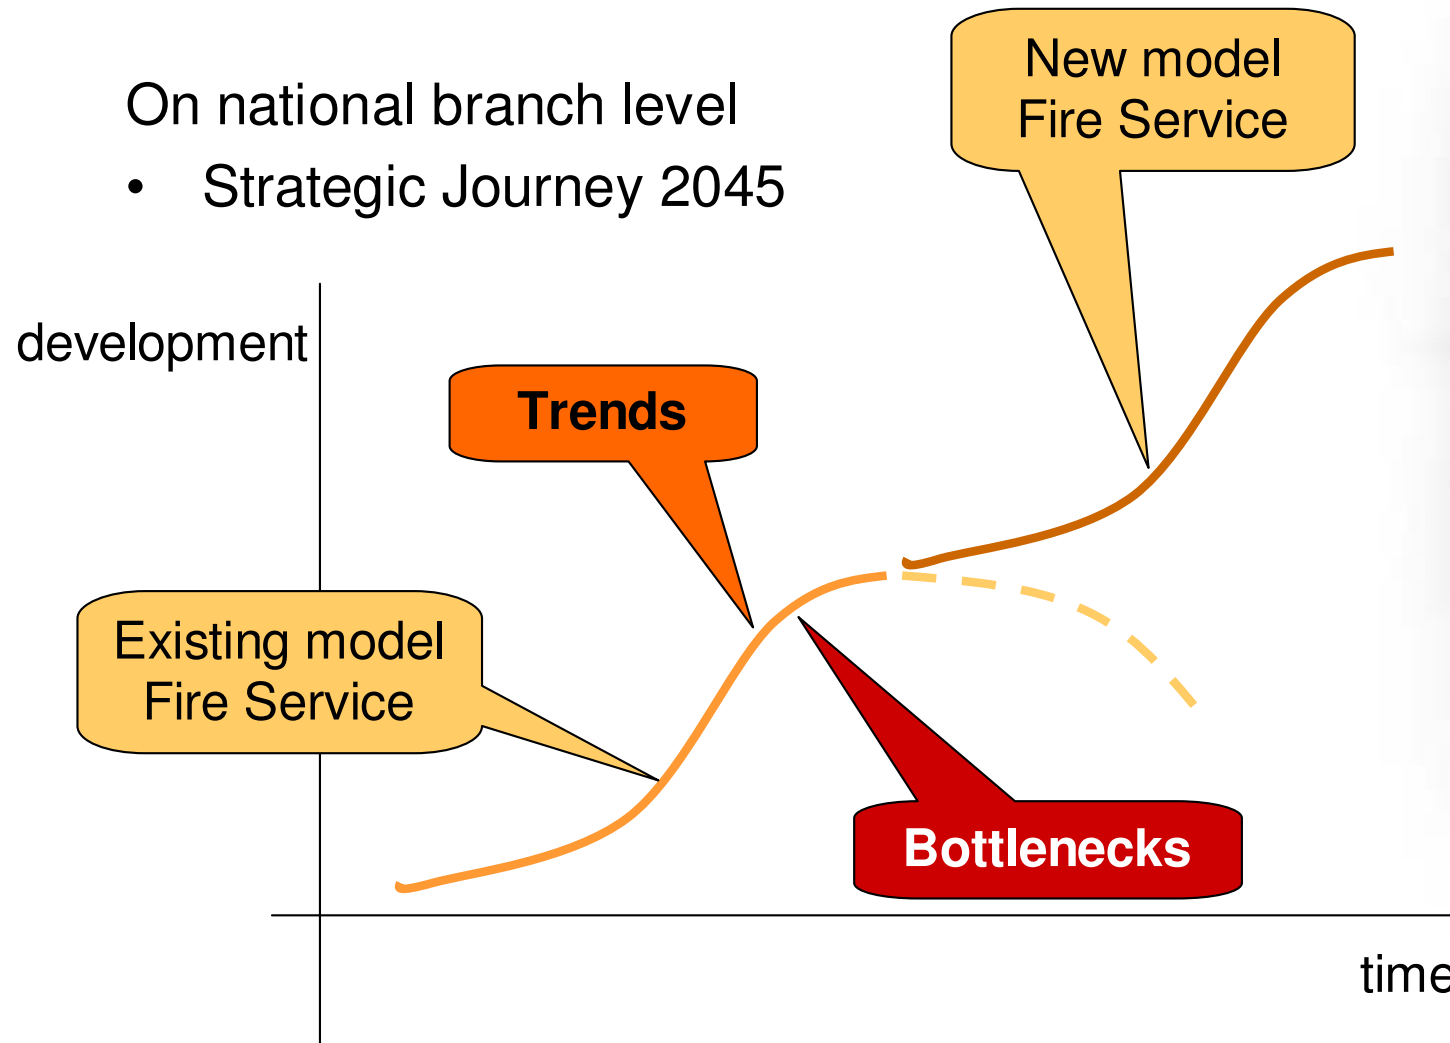 On national branch level
• Strategic Journey 2045
New model
Fire Service
development
Trends
Existing model
Fire Service
Bottlenecks
time